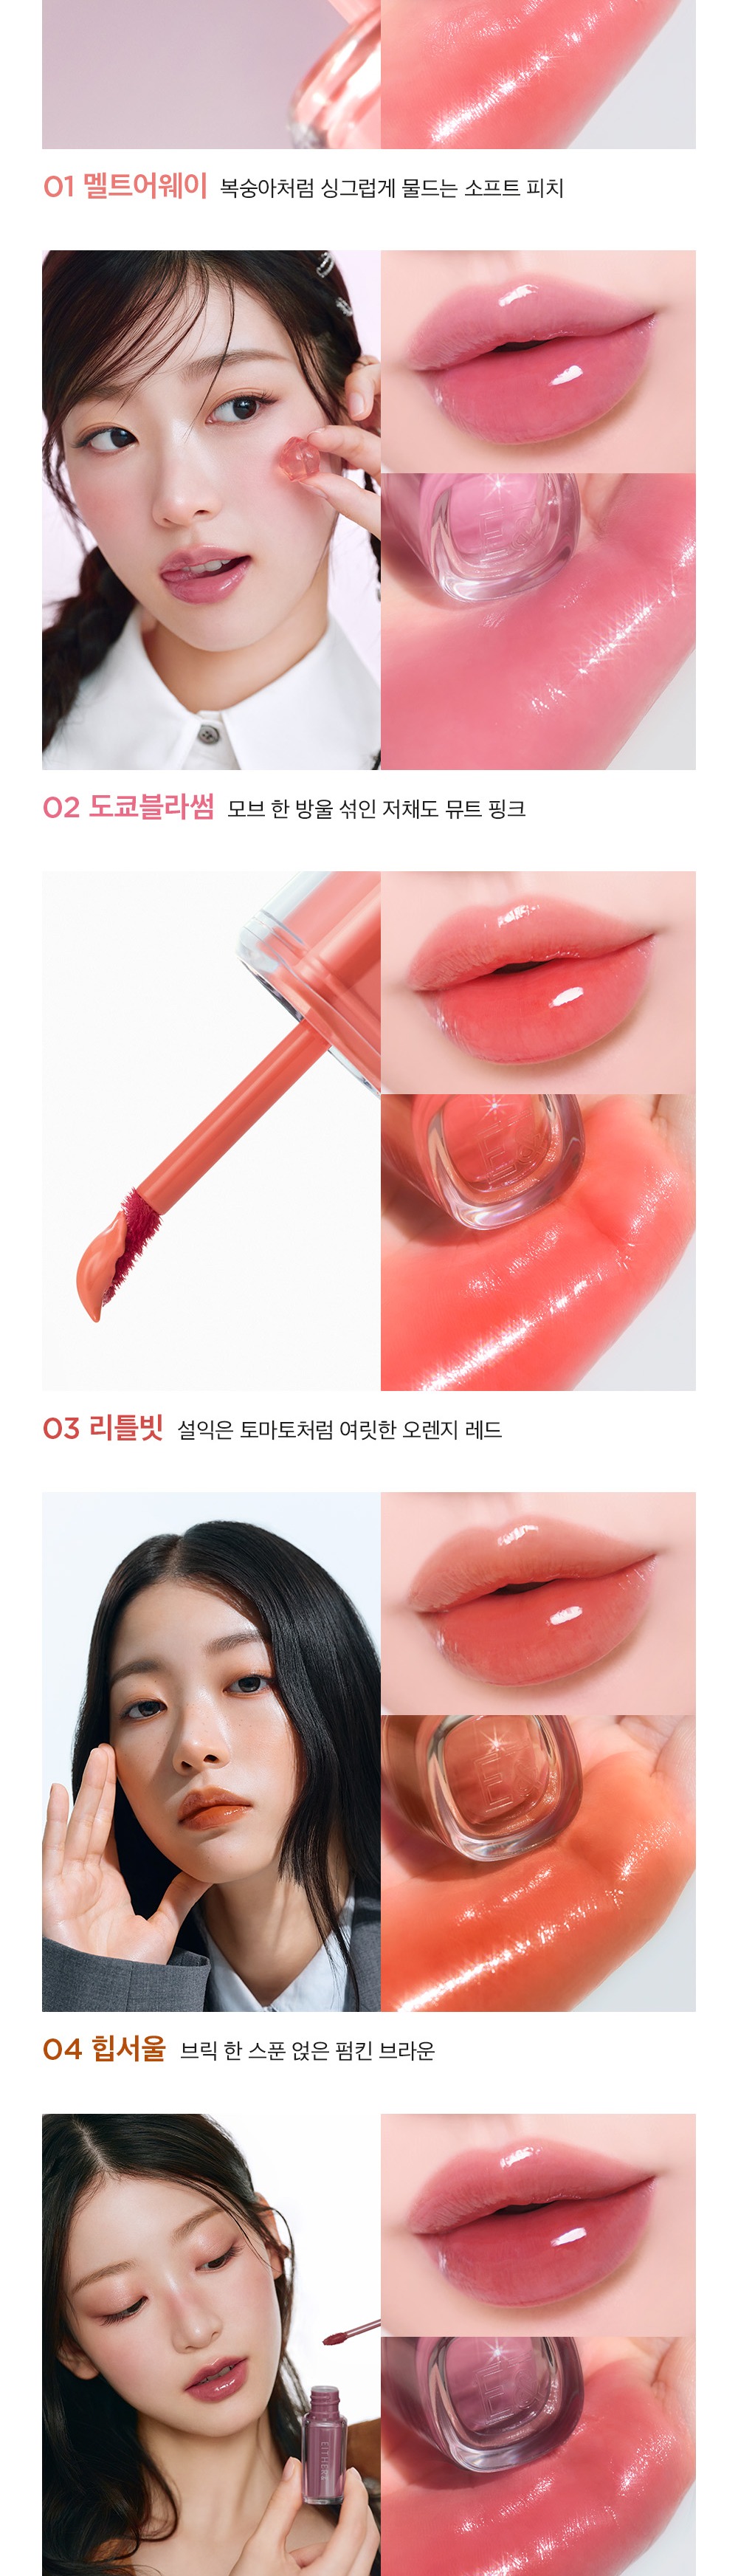 01 멜트어웨이 복숭아처럼 싱그럽게 물드는 소프트 피치
02 도쿄블라썸 모브 한 방울 섞인 저채도 뮤트 핑크
03 리틀빗 설익은 토마토처럼 여릿한 오렌지 레드
04 힙서울 브릭 한 스푼 얹은 펌킨 브라운
EITHER&